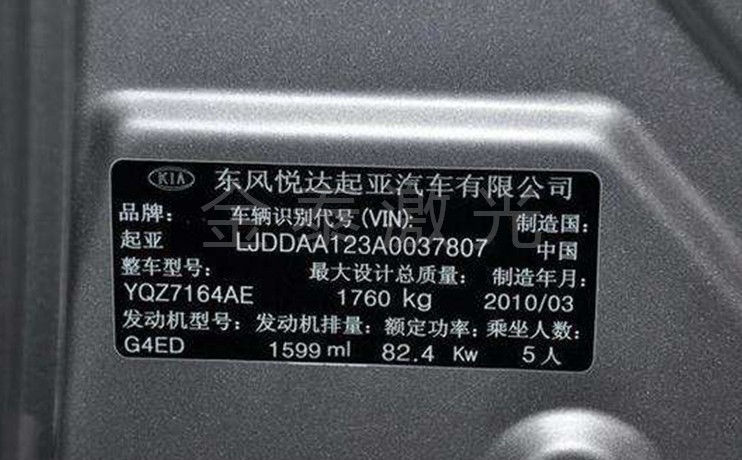 KIA 东风悦达起亚汽车有限公司
品牌: 车辆识别代号(VIN): 制造国:
起亚 LJDDAA123A0037807 中国
整车型号: 最大设计总质量: 制造年月:
YQZ7164AE 1760 kg 2010/03
发动机型号: 发动机排量: 额定功率: 乘坐人数:
G4ED 1599 ml 82.4 Kw 5人
金泰激光